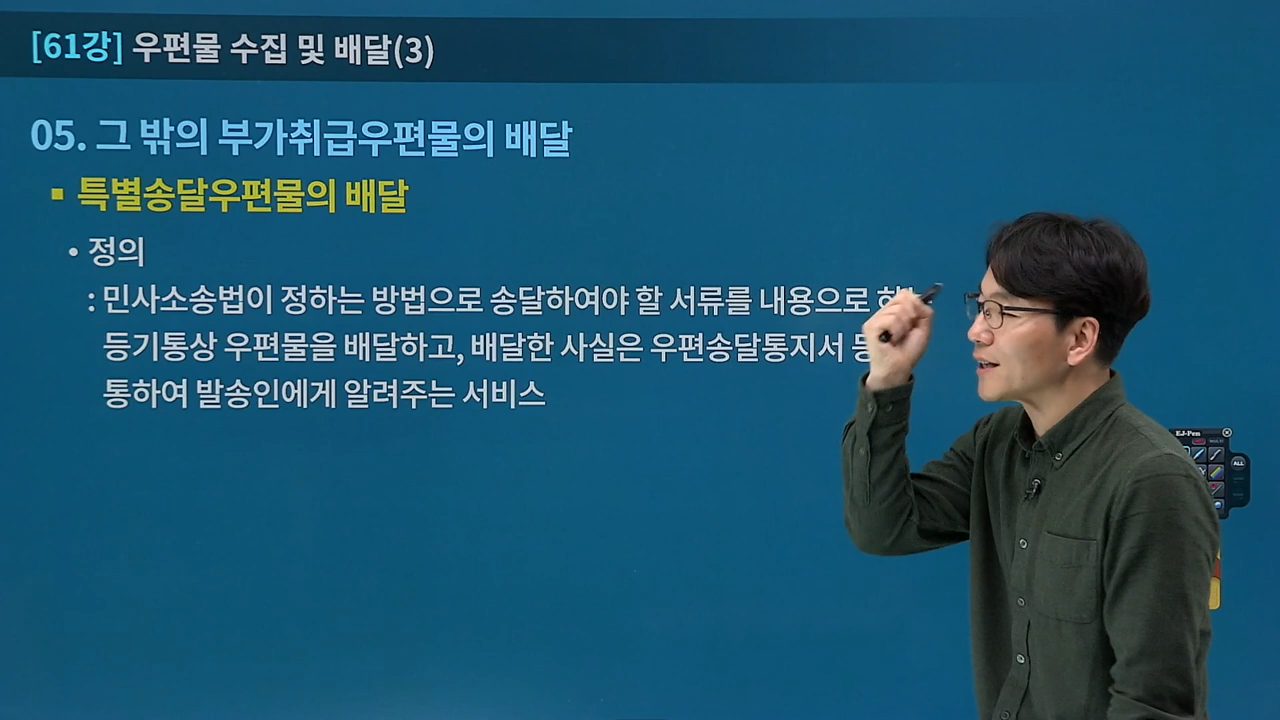 [61강] 우편물 수집 및 배달(3)
05. 그 밖의 부가취급우편물의 배달
▪ 특별송달우편물의 배달
• 정의
: 민사소송법이 정하는 방법으로 송달하여야 할 서류를 내용으로
등기통상 우편물을 배달하고, 배달한 사실은 우편송달통지서
통하여 발송인에게 알려주는 서비스
EJ-Pen
ALL